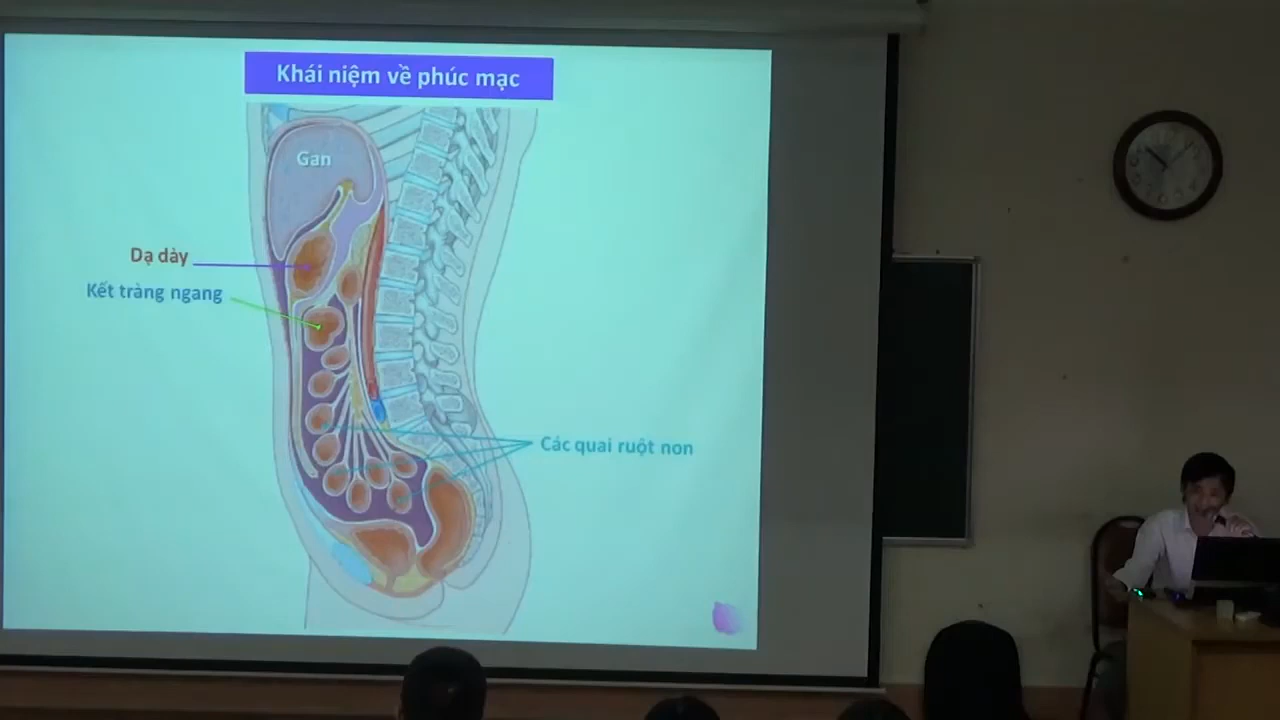 Khái niệm về phúc mạc
Gan
Dạ dày
Kết tràng ngang
Các quai ruột non